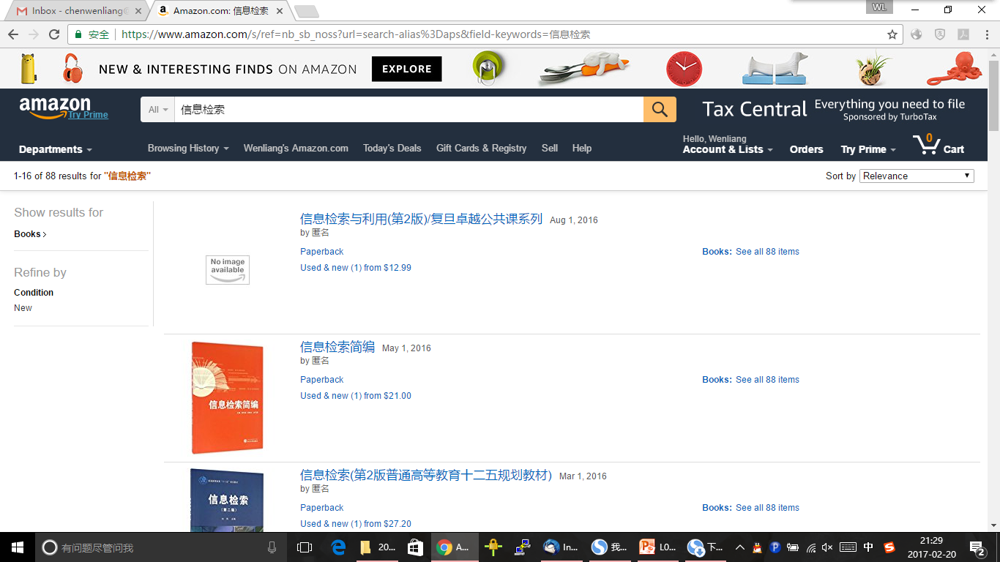 Inbox - chenwenliang@
Amazon.com: 信息检索
WL
安全
https://www.amazon.com/s/ref=nb_sb_noss?url=search-alias%3Daps&field-keywords=信息检索
NEW & INTERESTING FINDS ON AMAZON
EXPLORE
amazon
Try Prime
All
信息检索
Tax Central
Everything you need to file
Sponsored by TurboTax
Departments
Browsing History
Wenliang's Amazon.com
Today's Deals
Gift Cards & Registry
Sell
Help
Hello, Wenliang
Account & Lists
Orders
Try Prime
0
Cart
1-16 of 88 results for "信息检索"
Sort by
Relevance
Show results for
Books
Refine by
Condition
New
No image
available
信息检索与利用(第2版)/复旦卓越公共课系列 Aug 1, 2016
by 匿名
Paperback
Used & new (1) from $12.99
Books: See all 88 items
信息检索简编
信息检索简编 May 1, 2016
by 匿名
Paperback
Used & new (1) from $21.00
Books: See all 88 items
信息检索
(第二版)
信息检索(第2版普通高等教育十二五规划教材) Mar 1, 2016
by 匿名
Paperback
Used & new (1) from $27.20
Books: See all 88 items
有问题尽管问我
20...
A...
In...
我...
L0...
下...
中
21:29
2017-02-20
2